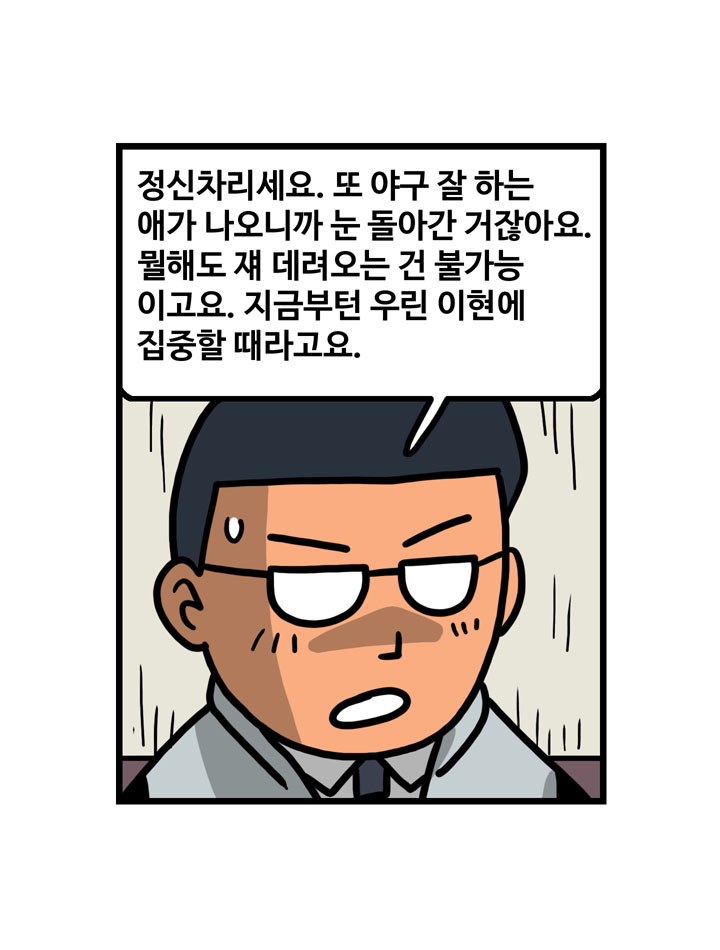 정신차리세요. 또 야구 잘 하는
애가 나오니까 눈 돌아간 거잖아요.
뭘해도 쟤 데려오는 건 불가능
이고요. 지금부턴 우린 이현에
집중할 때라고요.